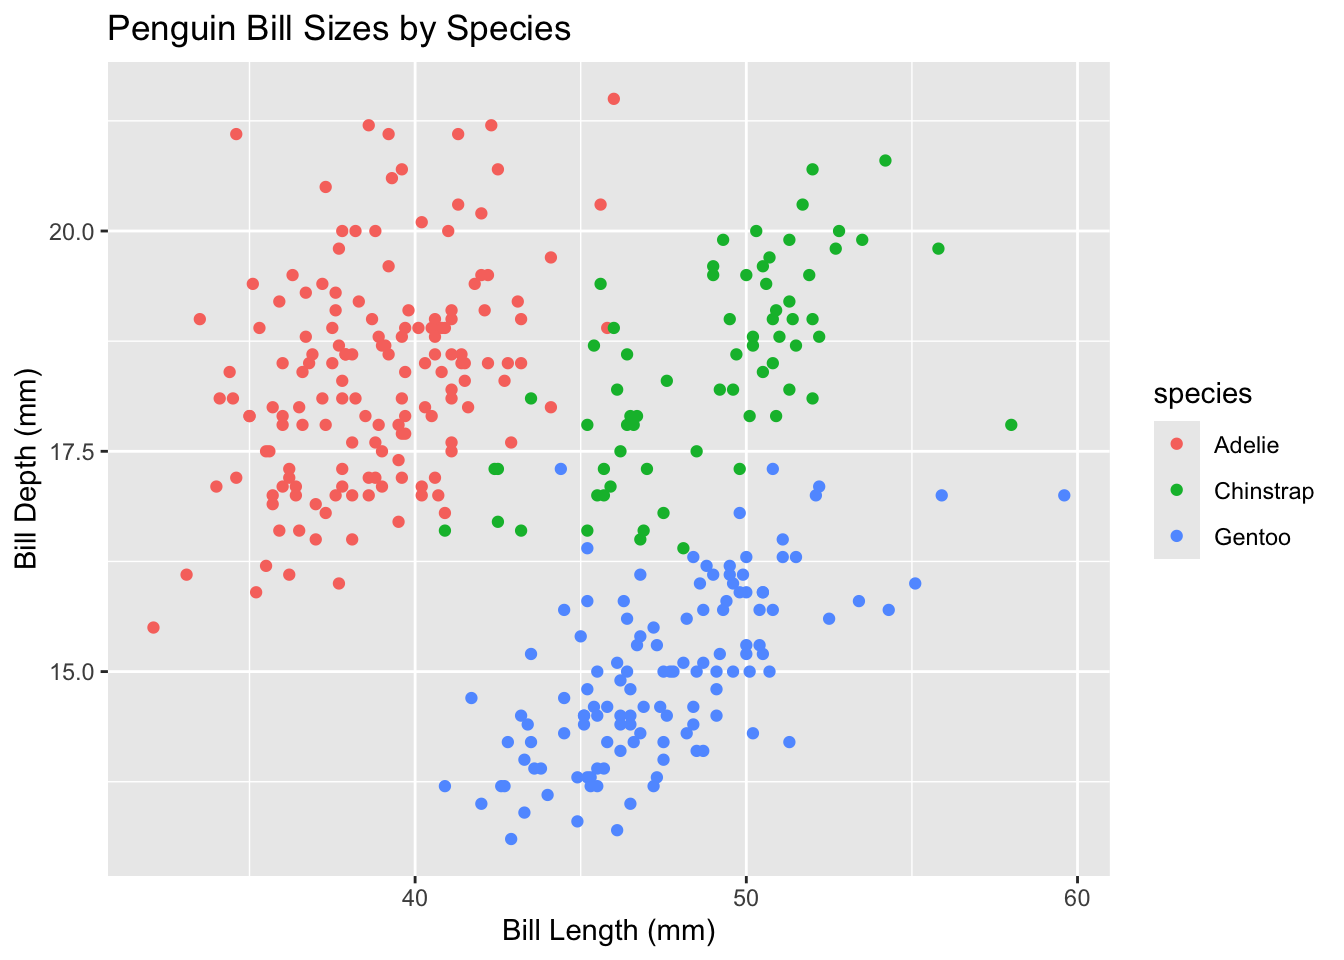 Penguin Bill Sizes by Species
20.0
17.5
15.0
Bill Depth (mm)
40
50
60
Bill Length (mm)
species
Adelie
Chinstrap
Gentoo